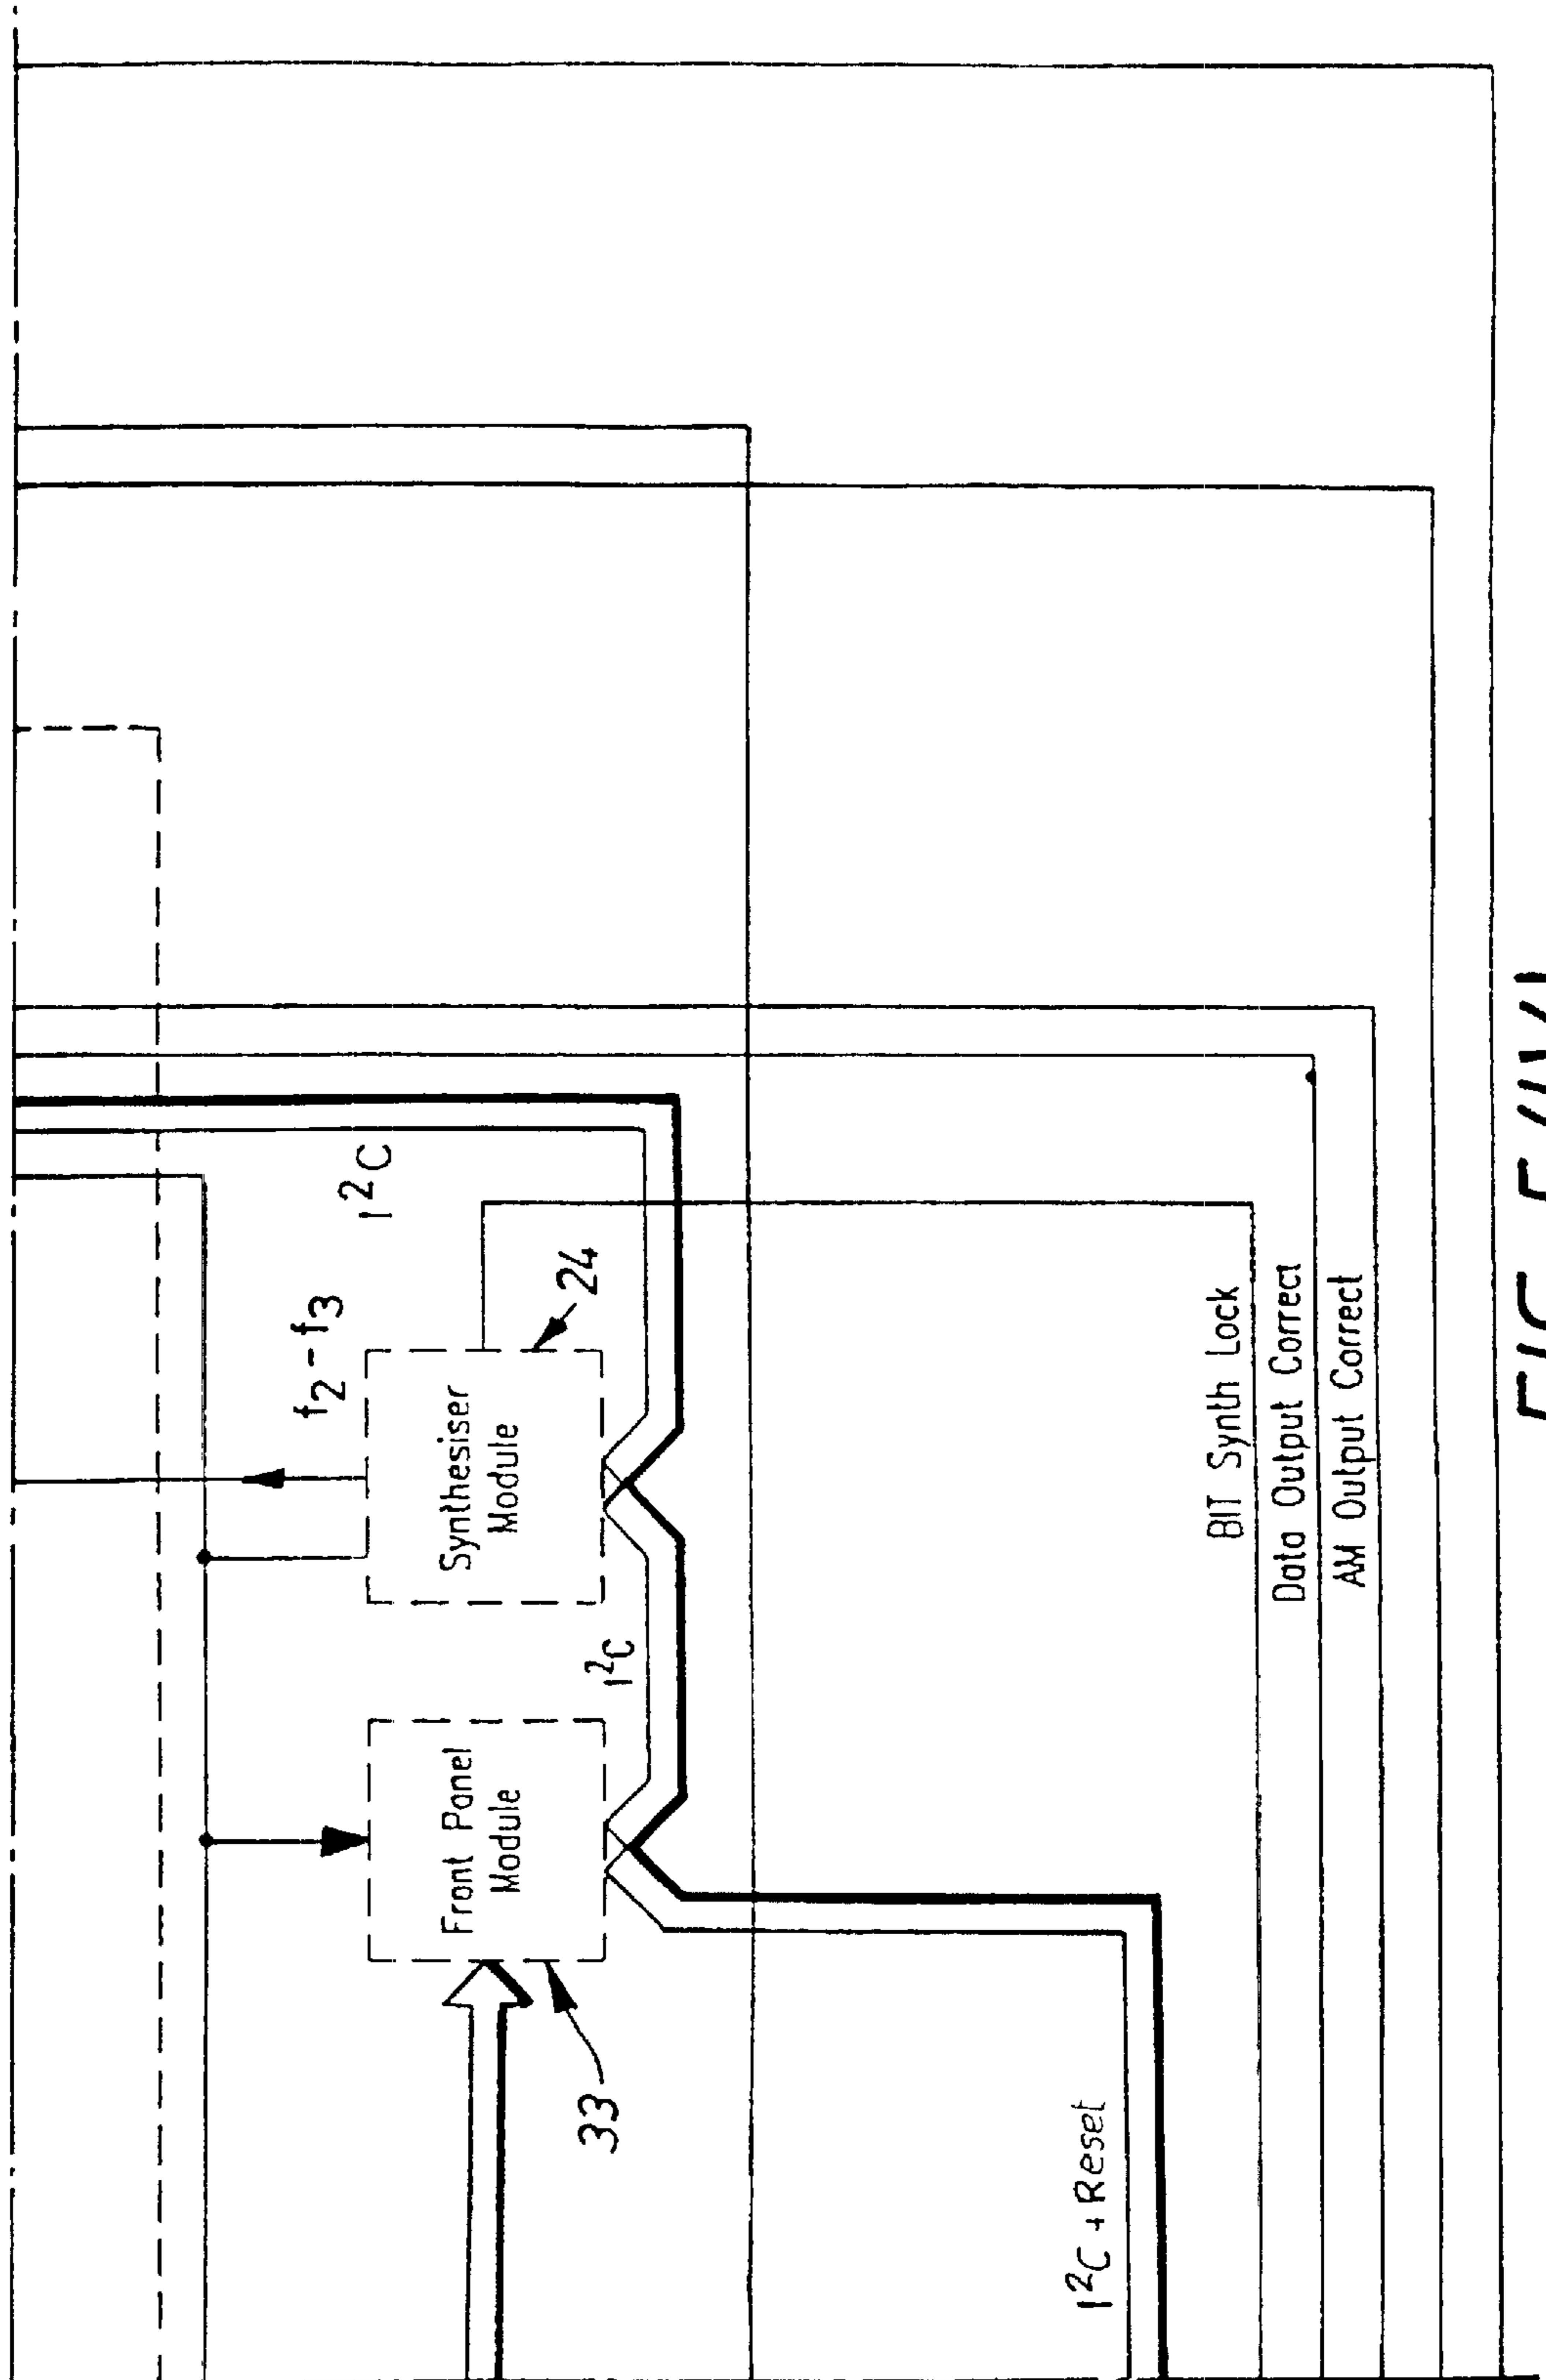 f2-f3
I2C
Synthesiser
Module
24
I2C
Front Panel
Module
33
I2C + Reset
BIT Synth Lock
Data Output Correct
AM Output Correct